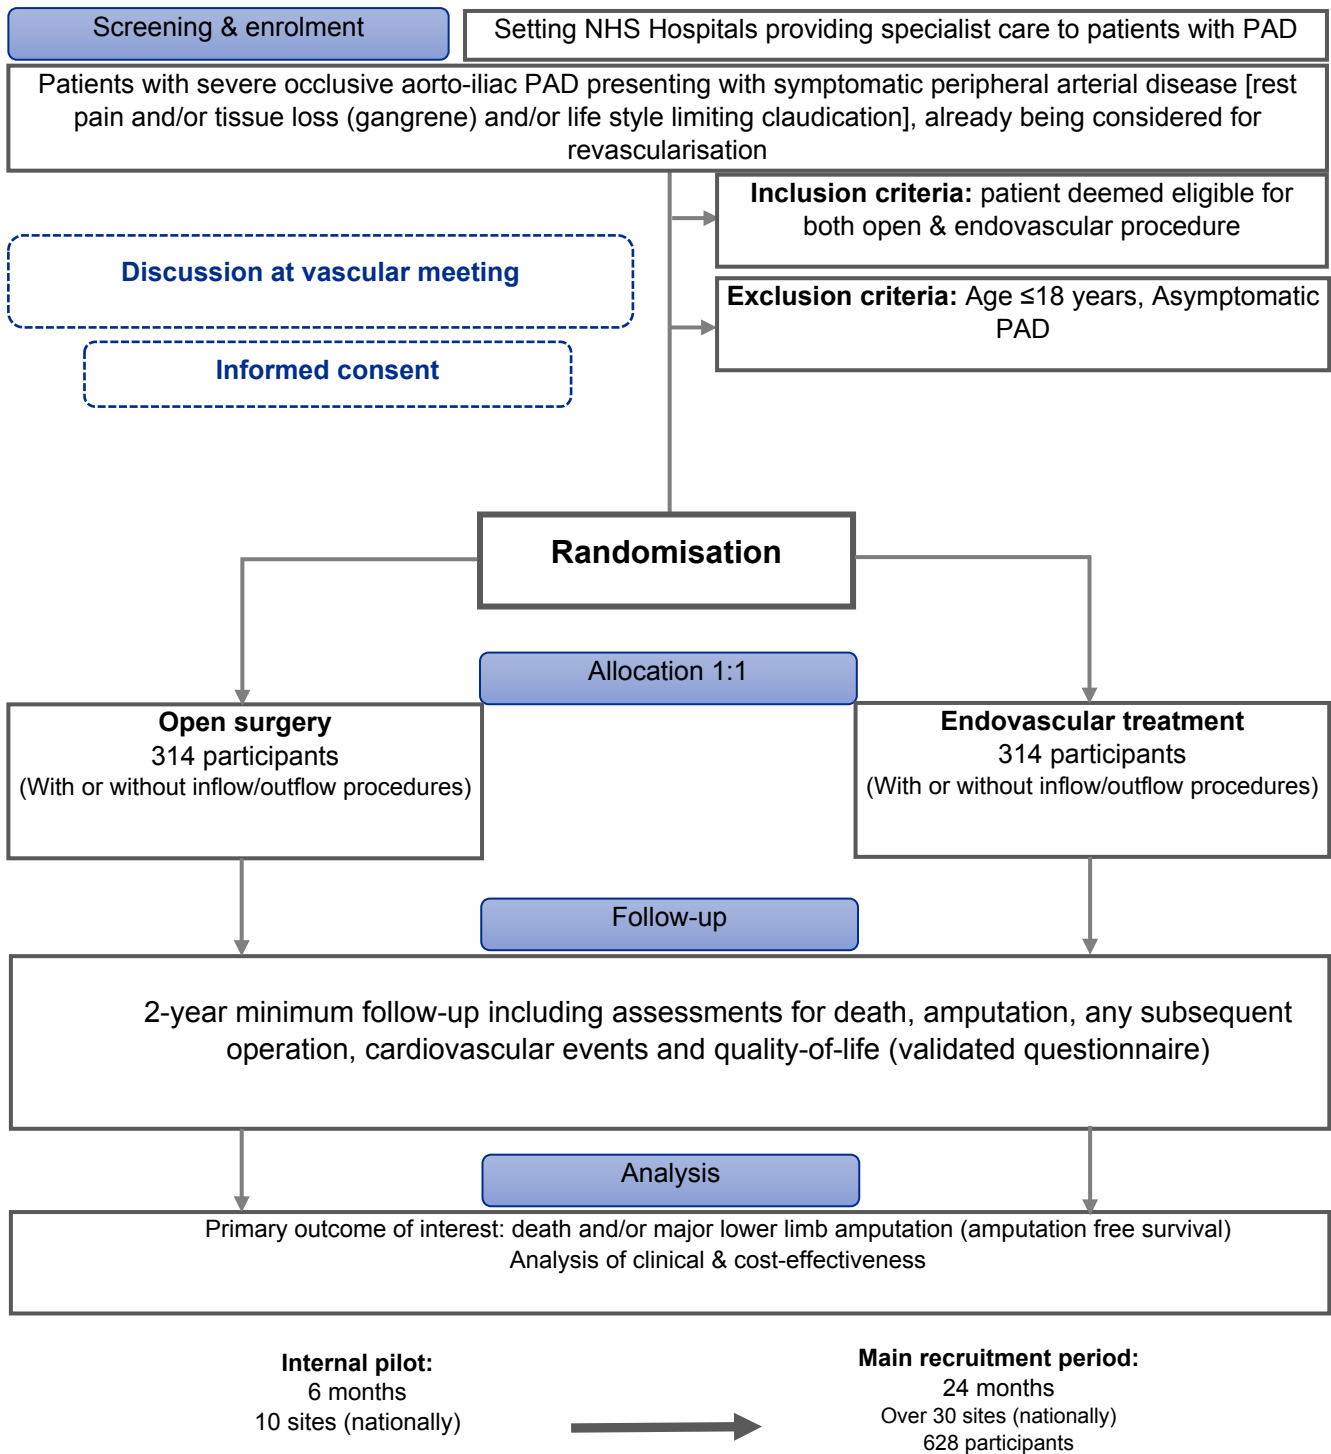 Screening & enrolment
Setting NHS Hospitals providing specialist care to patients with PAD
Patients with severe occlusive aorto-iliac PAD presenting with symptomatic peripheral arterial disease [rest
pain and/or tissue loss (gangrene) and/or life style limiting claudication], already being considered for
revascularisation
Inclusion criteria: patient deemed eligible for
both open & endovascular procedure
Discussion at vascular meeting
Exclusion criteria: Age ≤18 years, Asymptomatic
PAD
Informed consent
Randomisation
Allocation 1:1
Open surgery
314 participants
(With or without inflow/outflow procedures)
Endovascular treatment
314 participants
(With or without inflow/outflow procedures)
Follow-up
2-year minimum follow-up including assessments for death, amputation, any subsequent
operation, cardiovascular events and quality-of-life (validated questionnaire)
Analysis
Primary outcome of interest: death and/or major lower limb amputation (amputation free survival)
Analysis of clinical & cost-effectiveness
Internal pilot:
6 months
10 sites (nationally)
Main recruitment period:
24 months
Over 30 sites (nationally)
628 participants